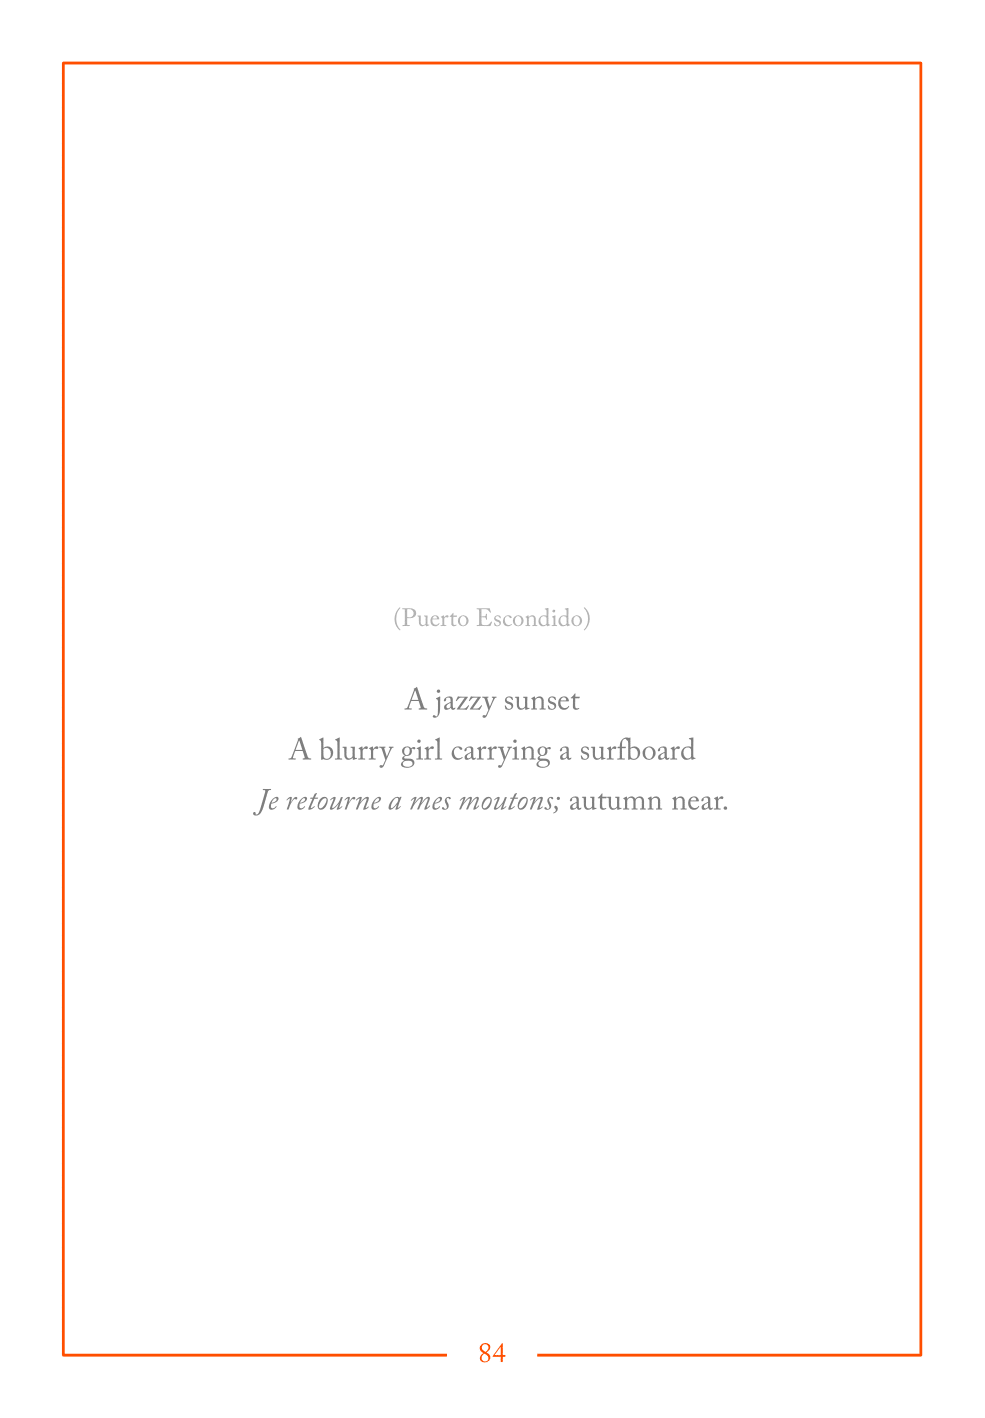 (Puerto Escondido)
A jazzy sunset
A blurry girl carrying a surfboard
Je retourne a mes moutons; autumn near.
84